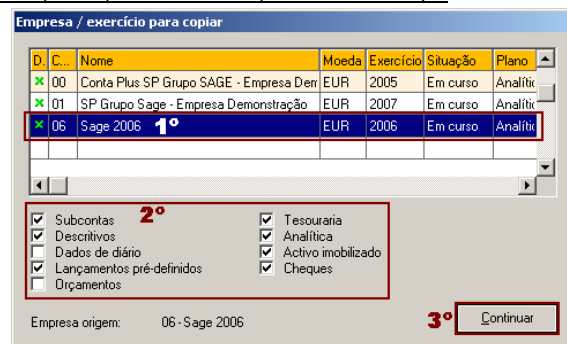 Empresa / exercício para copiar
D. C... Nome Moeda Exercício Situação Plano
00 Conta Plus SP Grupo SAGE - Empresa Dem EUR 2005 Em curso Analític
01 SP Grupo Sage - Empresa Demonstração EUR 2007 Em curso Analític
06 Sage 2006 1º EUR 2006 Em curso Analític
Subcontas 2º Tesouraria
Descritivos Analítica
Dados de diário Activo imobilizado
Lançamentos pré-definidos Cheques
Orçamentos
Empresa origem: 06 - Sage 2006 3º Continuar